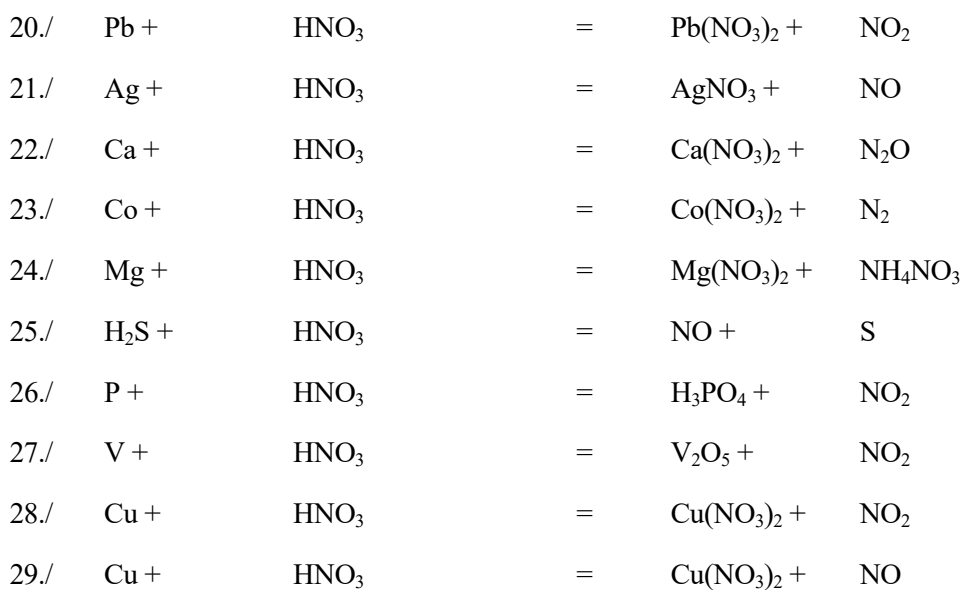 20./ Pb + HNO₃ = Pb(NO₃)₂ + NO₂
21./ Ag + HNO₃ = AgNO₃ + NO
22./ Ca + HNO₃ = Ca(NO₃)₂ + N₂O
23./ Co + HNO₃ = Co(NO₃)₂ + N₂
24./ Mg + HNO₃ = Mg(NO₃)₂ + NH₄NO₃
25./ H₂S + HNO₃ = NO + S
26./ P + HNO₃ = H₃PO₄ + NO₂
27./ V + HNO₃ = V₂O₅ + NO₂
28./ Cu + HNO₃ = Cu(NO₃)₂ + NO₂
29./ Cu + HNO₃ = Cu(NO₃)₂ + NO